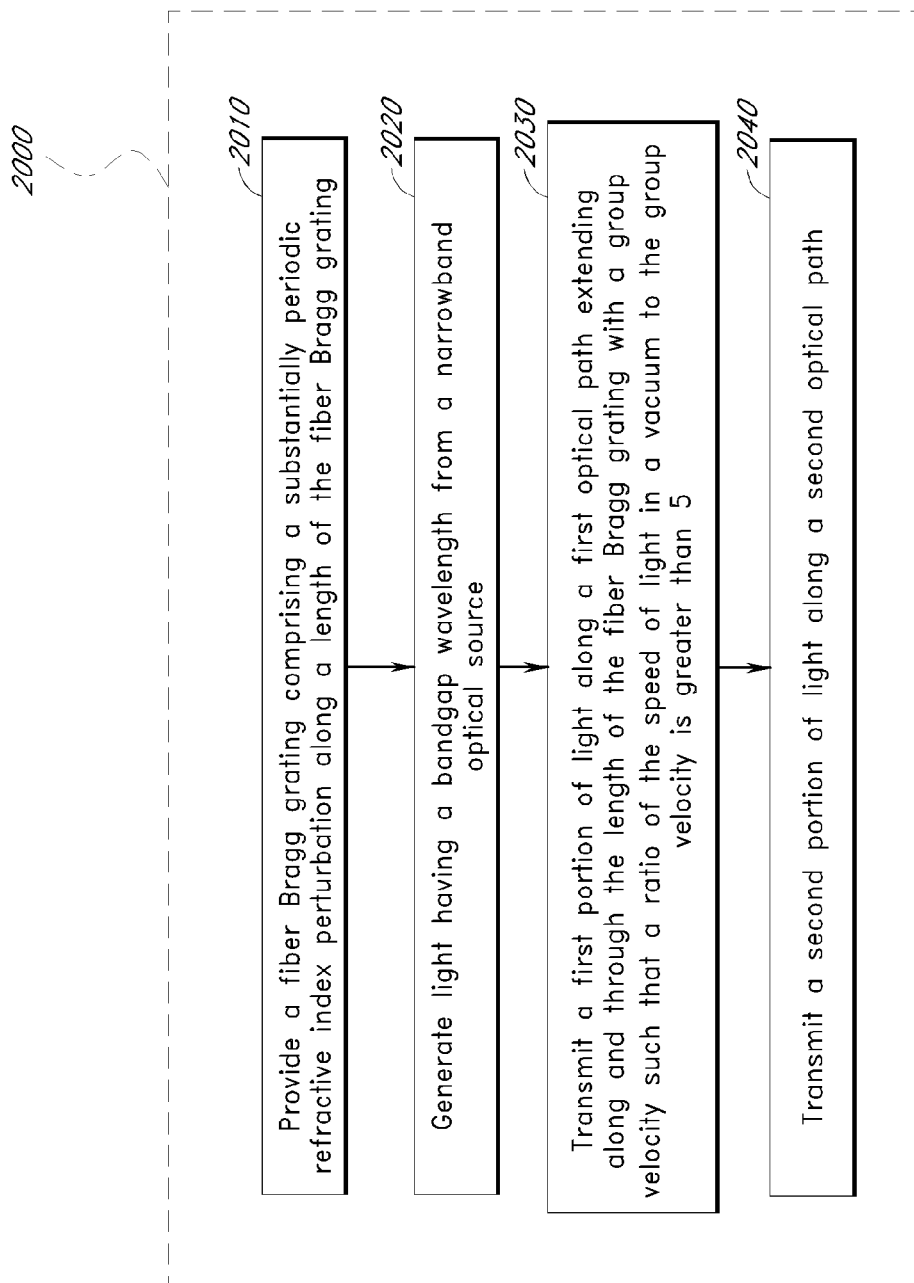 2000
2010
Provide a fiber Bragg grating comprising a substantially periodic
refractive index perturbation along a length of the fiber Bragg grating
2020
Generate light having a bandgap wavelength from a narrowband
optical source
2030
Transmit a first portion of light along a first optical path extending
along and through the length of the fiber Bragg grating with a group
velocity such that a ratio of the speed of light in a vacuum to the group
velocity is greater than 5
2040
Transmit a second portion of light along a second optical path